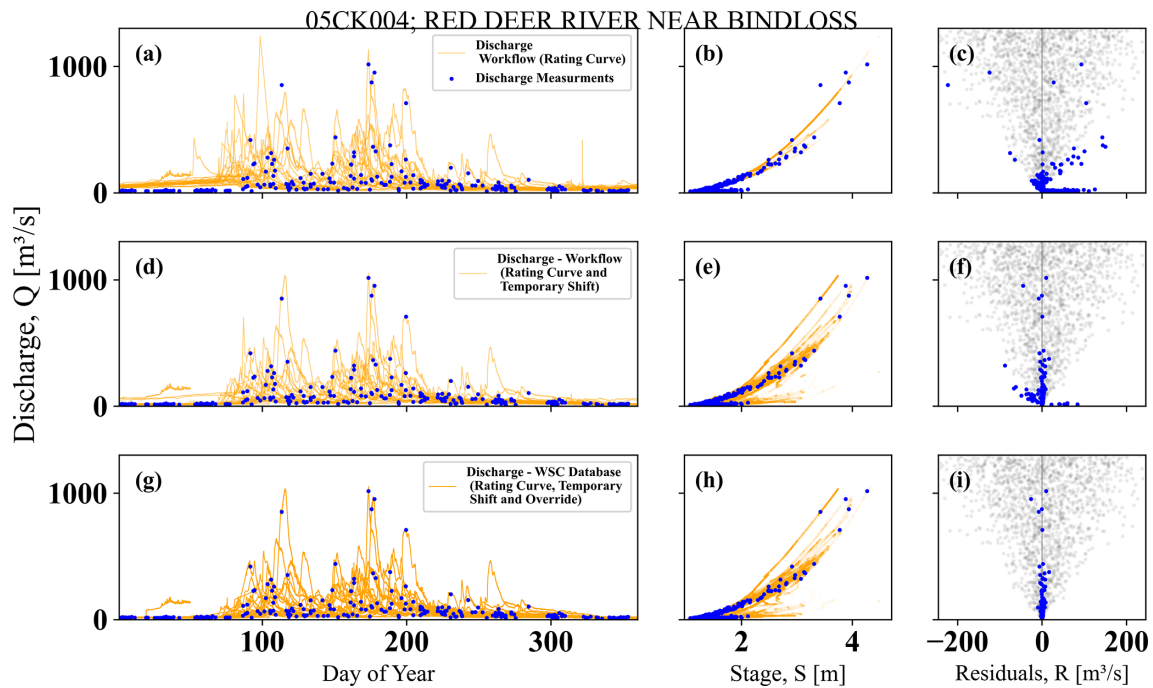 05CK004; RED DEER RIVER NEAR BINDLOSS
Discharge, Q [m³/s]
(a)
Discharge
Workflow (Rating Curve)
Discharge Measurments
(b)
(c)
1000
0
(d)
Discharge - Workflow
(Rating Curve and
Temporary Shift)
(e)
(f)
1000
0
(g)
Discharge - WSC Database
(Rating Curve, Temporary
Shift and Override)
(h)
(i)
1000
0
100 200 300
2 4
−200 0 200
Day of Year
Stage, S [m]
Residuals, R [m³/s]